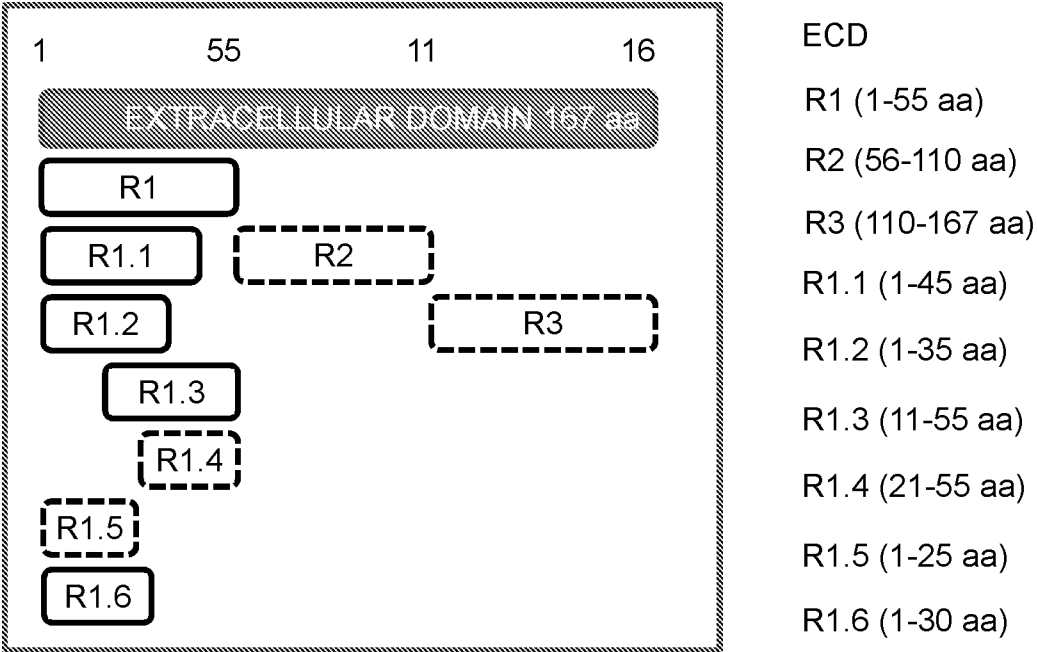 1 55 11 16
EXTRACELLULAR DOMAIN 167 aa
R1
R1.1 R2
R1.2 R3
R1.3
R1.4
R1.5
R1.6
ECD
R1 (1-55 aa)
R2 (56-110 aa)
R3 (110-167 aa)
R1.1 (1-45 aa)
R1.2 (1-35 aa)
R1.3 (11-55 aa)
R1.4 (21-55 aa)
R1.5 (1-25 aa)
R1.6 (1-30 aa)